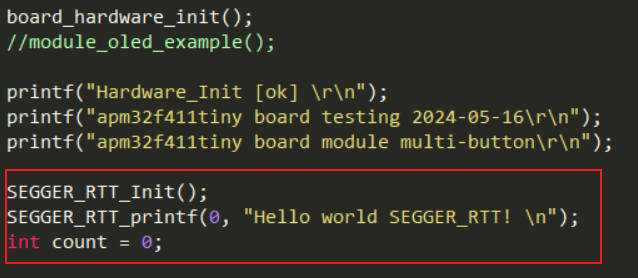 board_hardware_init();
//module_oled_example();
printf("Hardware_Init [ok] \r\n");
printf("apm32f411tiny board testing 2024-05-16\r\n");
printf("apm32f411tiny board module multi-button\r\n");
SEGGER_RTT_Init();
SEGGER_RTT_printf(0, "Hello world SEGGER_RTT! \n");
int count = 0;